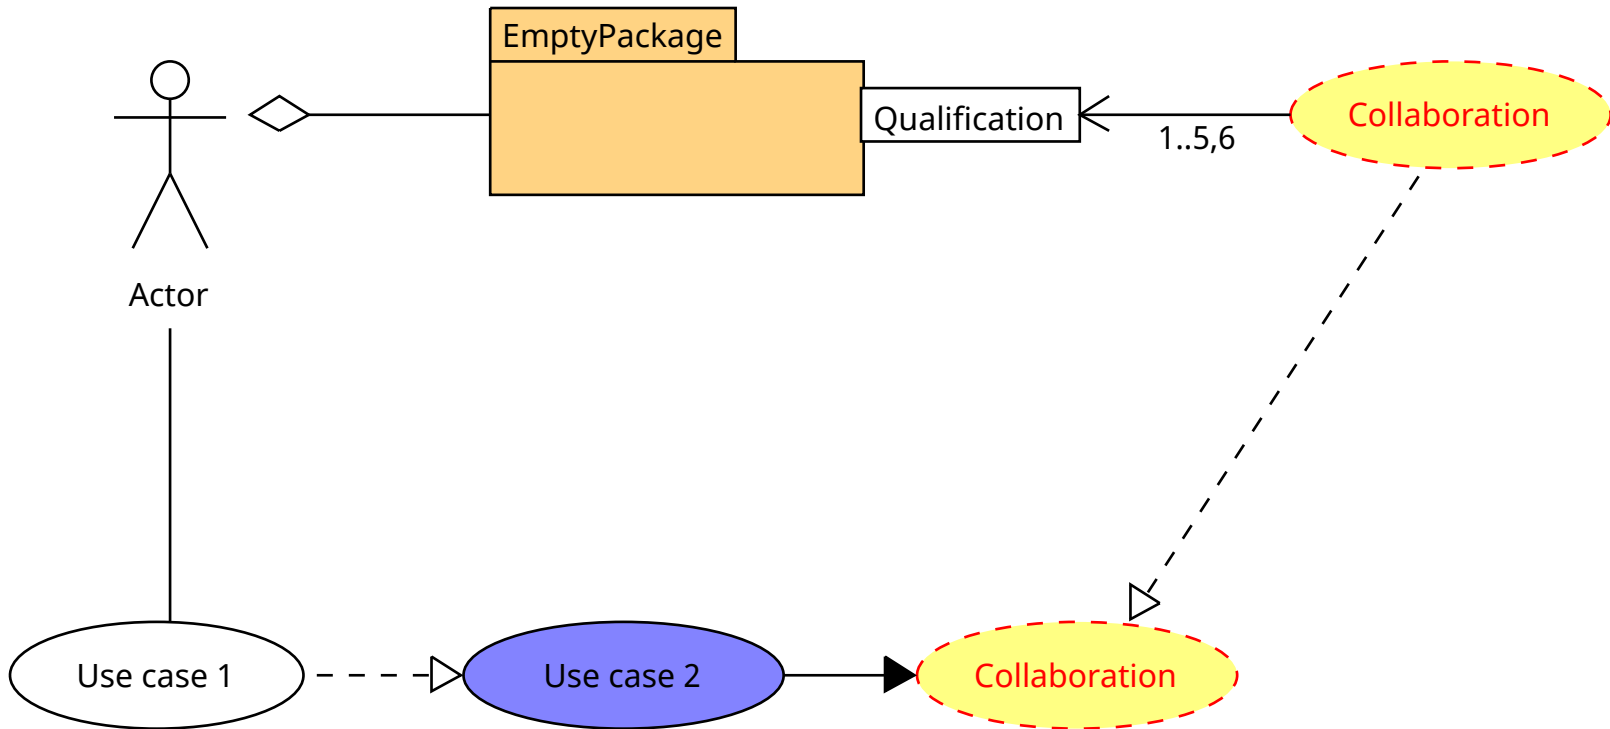 EmptyPackage
Qualification
1..5,6
Collaboration
Actor
Use case 1
Use case 2
Collaboration